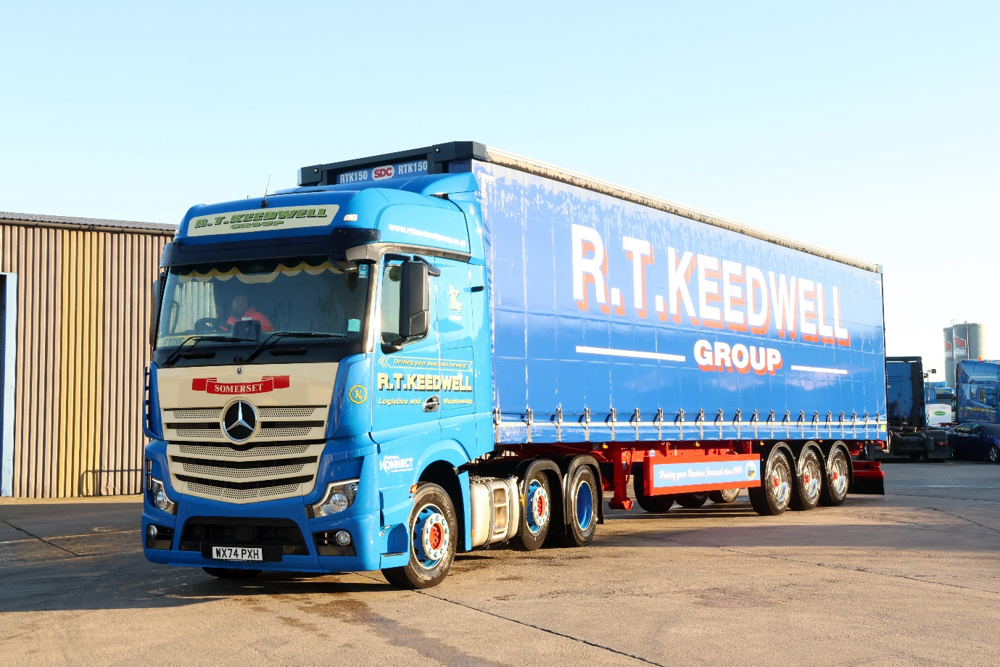 RTK150 SDC RTK150
R.T.KEEDWELL
GROUP
www.rtkeedwellgroup.co.uk
R.T.KEEDWELL
GROUP
Driving your business forward
R.T.KEEDWELL
Logistics and Warehousing
SOMERSET
EDDIE
KONNECT
Driving your Business Forward since 1949
WX74 PXH